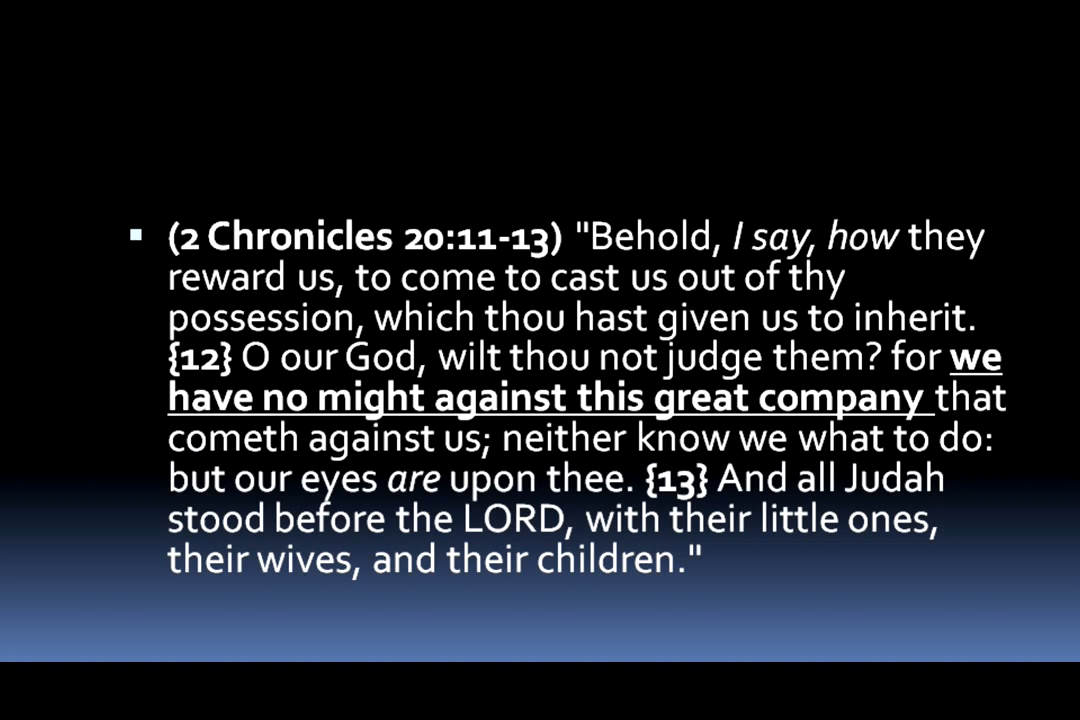 ▪ (2 Chronicles 20:11-13) "Behold, I say, how they
reward us, to come to cast us out of thy
possession, which thou hast given us to inherit.
{12} O our God, wilt thou not judge them? for we
have no might against this great company that
cometh against us; neither know we what to do:
but our eyes are upon thee. {13} And all Judah
stood before the LORD, with their little ones,
their wives, and their children."